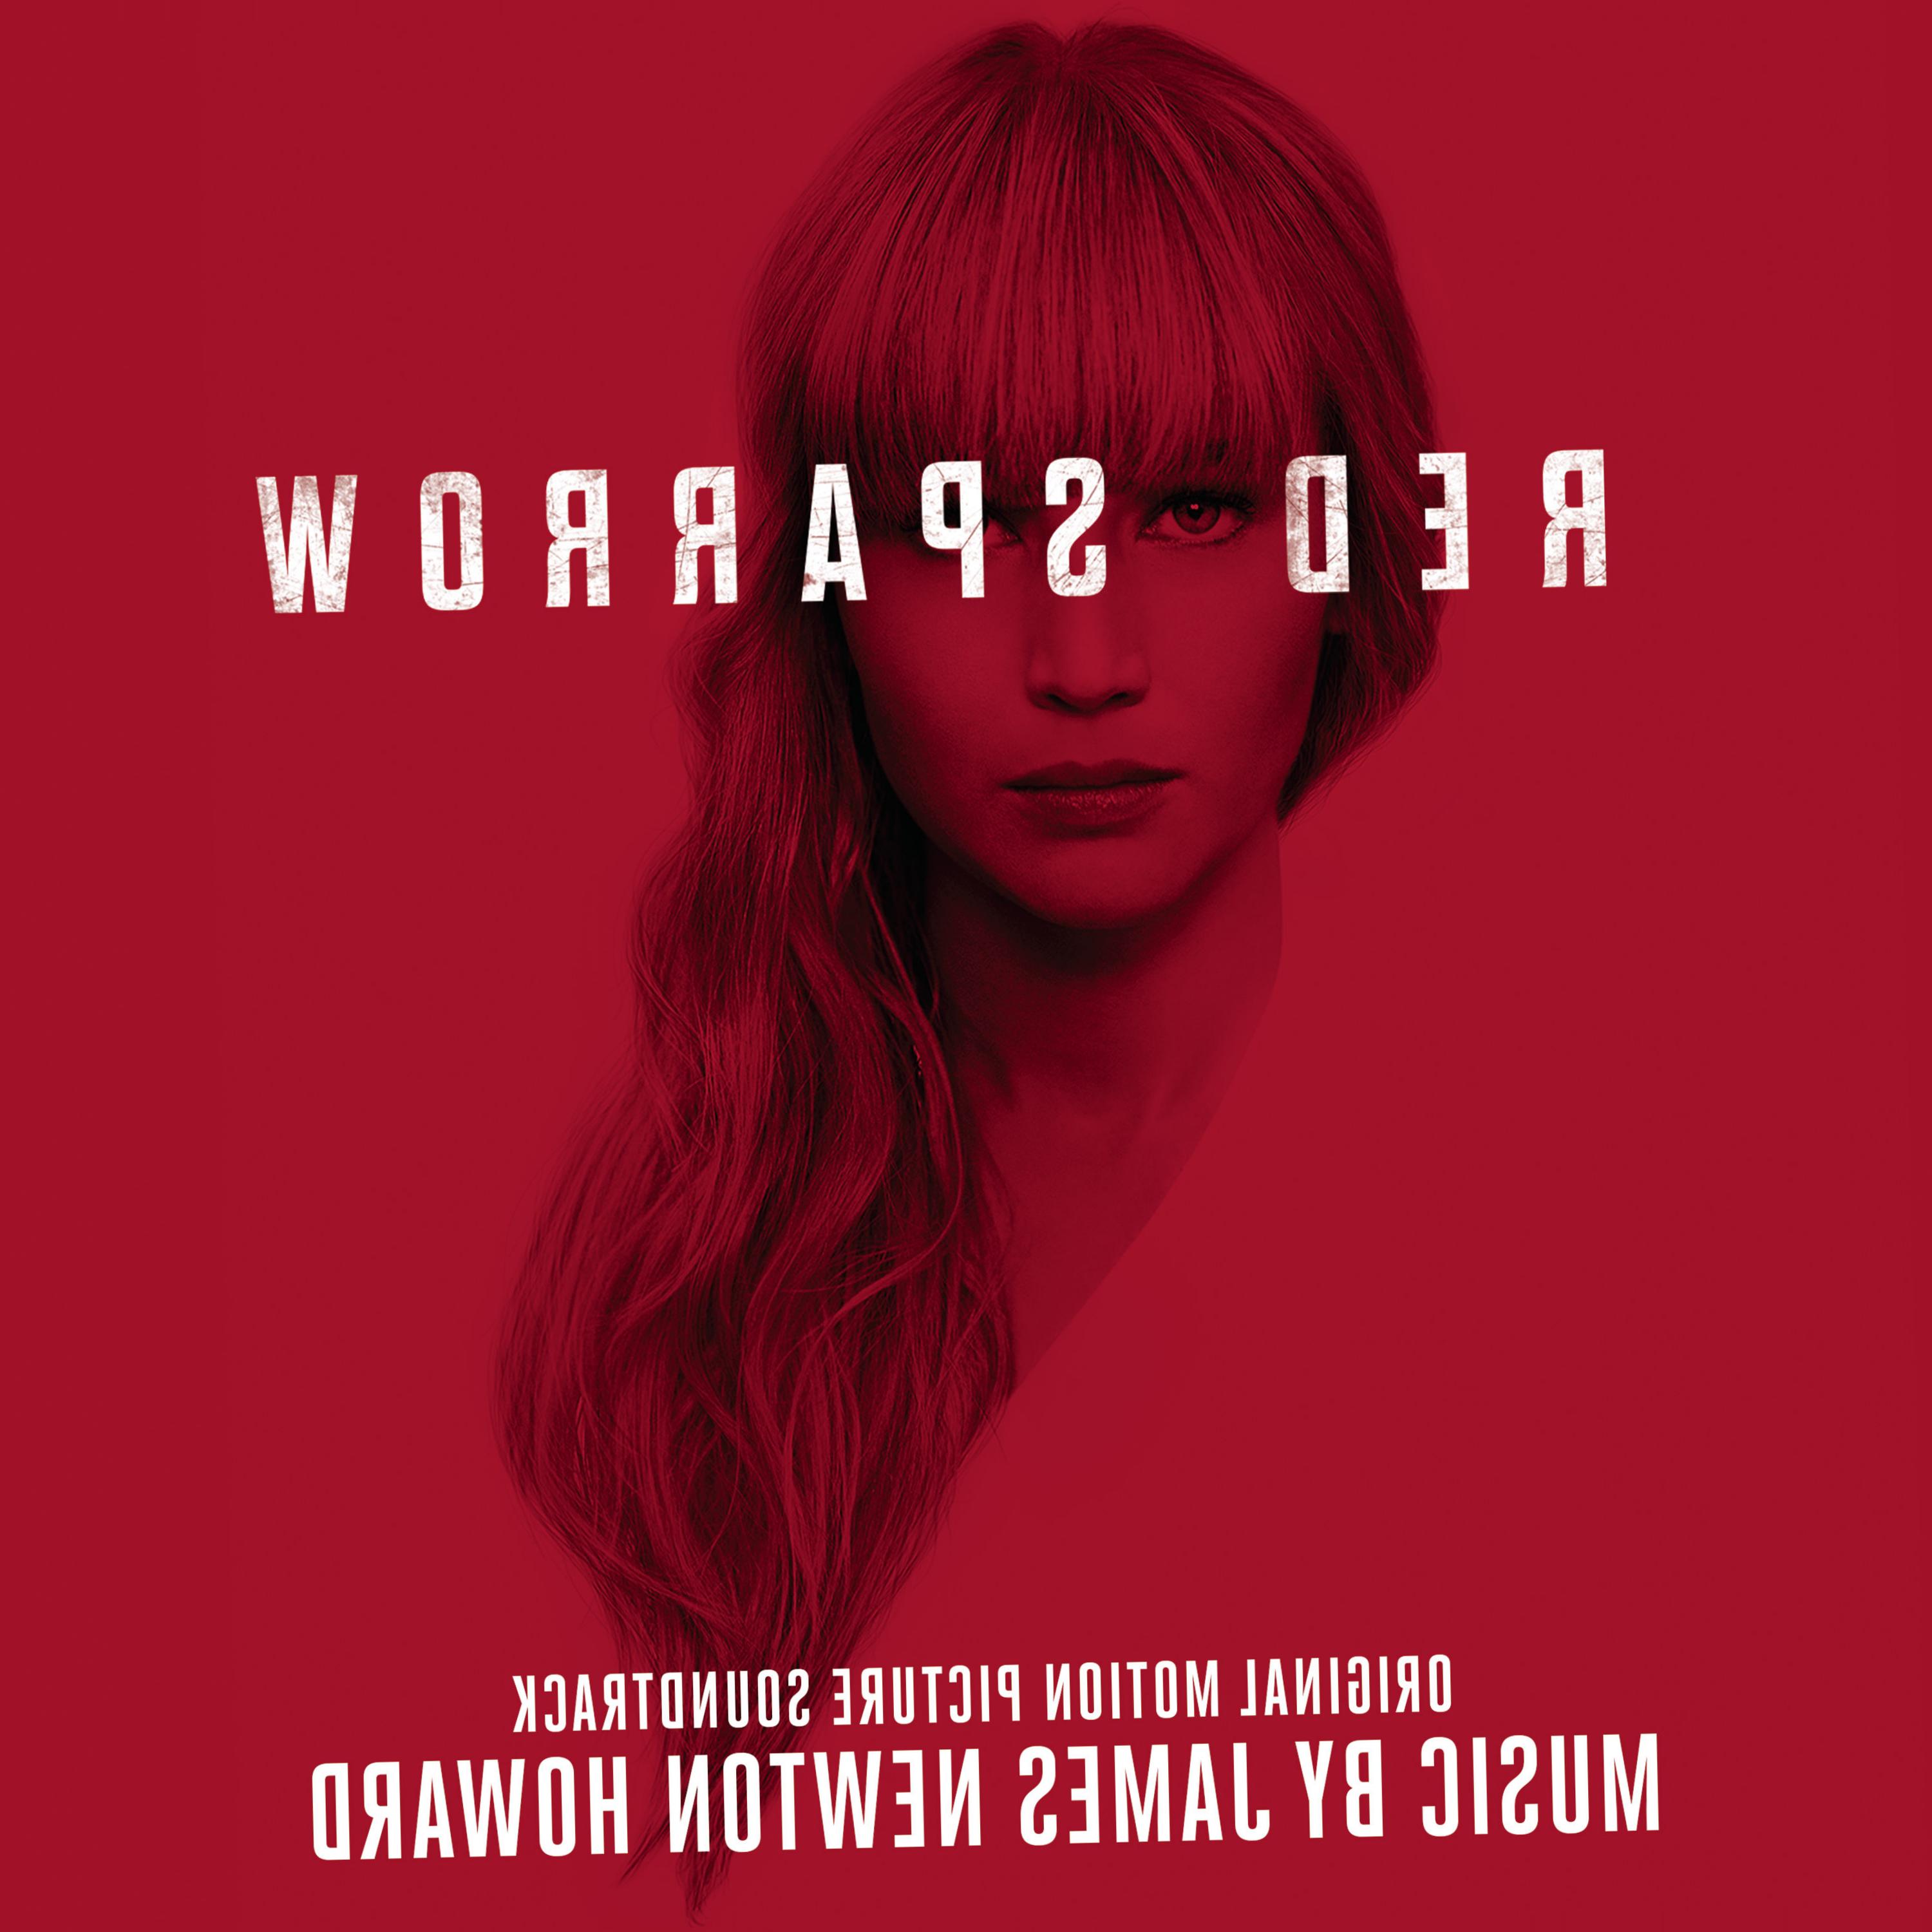 RED SPARROW
ORIGINAL MOTION PICTURE SOUNDTRACK
MUSIC BY JAMES NEWTON HOWARD